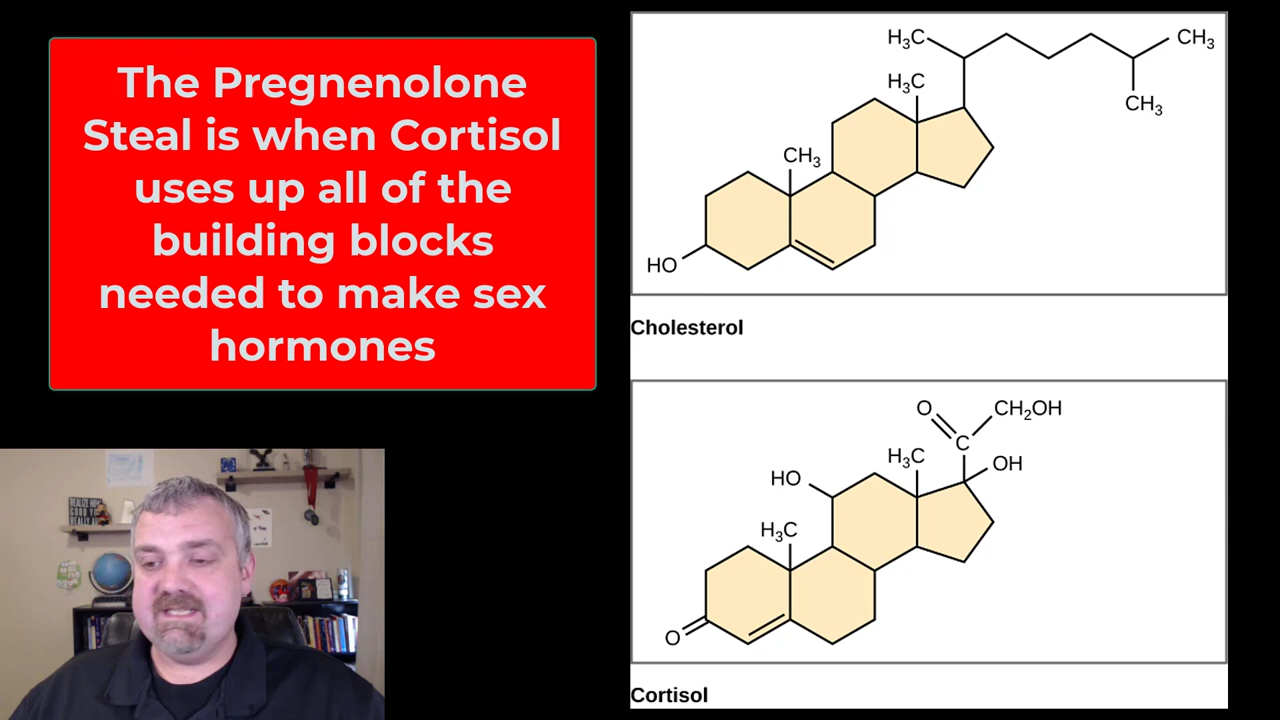 The Pregnenolone
Steal is when Cortisol
uses up all of the
building blocks
needed to make sex
hormones
H₃C
CH₃
H₃C
CH₃
CH₃
HO
Cholesterol
O
CH₂OH
C
H₃C
OH
HO
H₃C
O
Cortisol